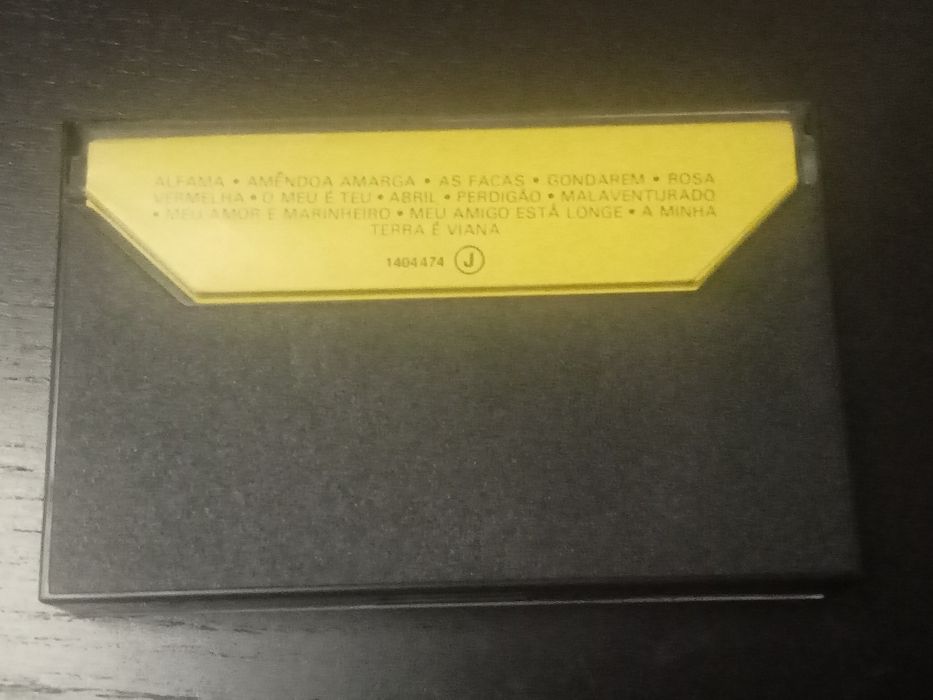 ALFAMA • AMÊNDOA AMARGA • AS FACAS • GONDAREM • ROSA
VERMELHA • O MEU É TEU • ABRIL • PERDIGÃO • MALAVENTURADO
• MEU AMOR É MARINHEIRO • MEU AMIGO ESTÁ LONGE • A MINHA
TERRA É VIANA
1404474 J